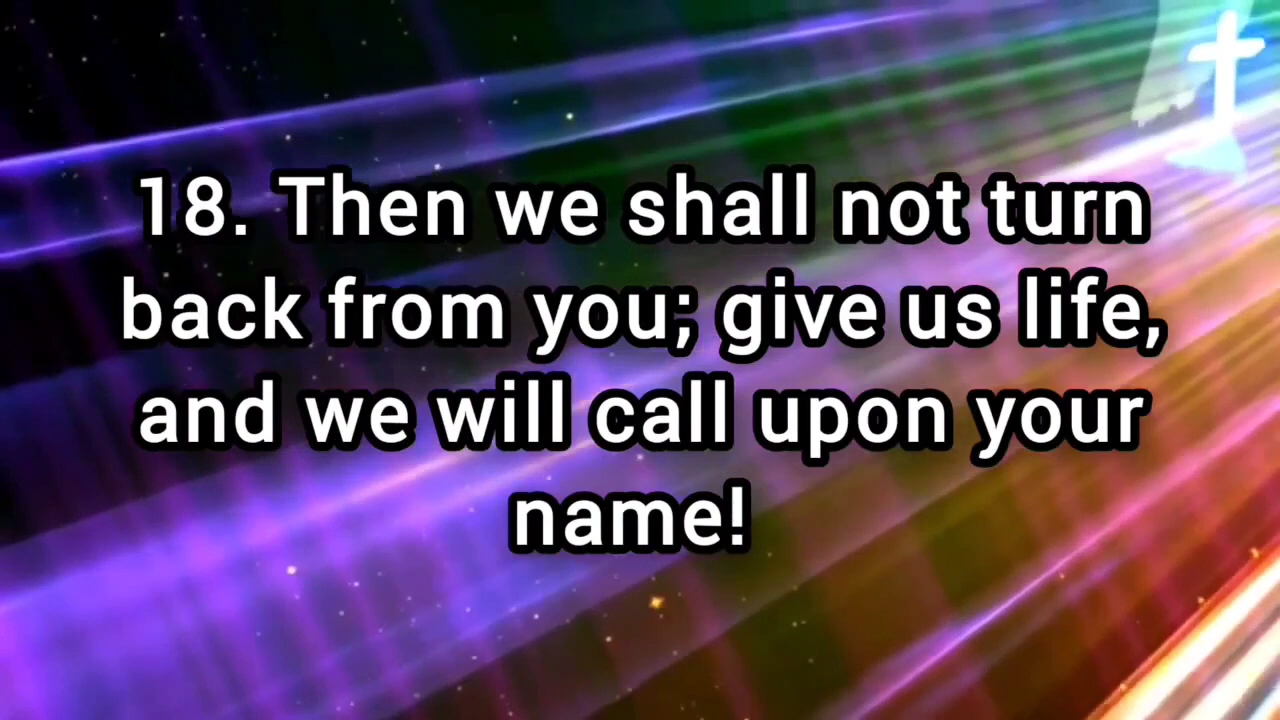 18. Then we shall not turn
back from you; give us life,
and we will call upon your
name!